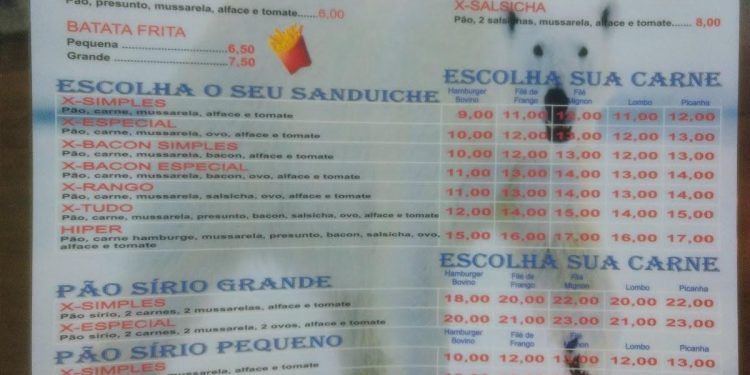 Pão, presunto, mussarela, alface e tomate
6,00
X-SALSICHA
Pão, 2 salsichas, mussarela, alface e tomate 8,00
BATATA FRITA
Pequena 6,50
Grande 7,50
ESCOLHA O SEU SANDUICHE ESCOLHA SUA CARNE
Hamburger Bovino Filé de Frango Filé Mignon Lombo Picanha
X-SIMPLES
Pão, carne, mussarela, alface e tomate 9,00 11,00 11,00 12,00
X-ESPECIAL
Pão, carne, mussarela, ovo, alface e tomate 10,00 12,00 12,00 13,00
X-BACON SIMPLES
Pão, carne, mussarela, bacon, alface e tomate 10,00 12,00 13,00 12,00 13,00
X-BACON ESPECIAL
Pão, carne, mussarela, bacon, ovo, alface e tomate 11,00 13,00 14,00 13,00 14,00
X-RANGO
Pão, carne, mussarela, salsicha, ovo, alface e tomate 11,00 13,00 14,00 13,00 14,00
X-TUDO
Pão, carne, mussarela, presunto, bacon, salsicha, ovo, alface e tomate 12,00 14,00 15,00 14,00 15,00
HIPER
Pão, carne hamburge, mussarela, presunto, bacon, salsicha, ovo, 15,00 16,00 17,00 16,00 17,00
alface e tomate
PÃO SÍRIO GRANDE ESCOLHA SUA CARNE
Hamburger Bovino Filé de Frango Filé Mignon Lombo Picanha
X-SIMPLES
Pão sírio, 2 carnes, 2 mussarelas, alface e tomate 18,00 20,00 22,00 20,00 22,00
X-ESPECIAL
Pão sírio, 2 carnes, 2 mussarela, 2 ovos, alface e tomate 20,00 21,00 23,00 21,00 23,00
PÃO SÍRIO PEQUENO
Hamburger Bovino Filé de Frango Filé Mignon Lombo Picanha
X-SIMPLES
Pão sírio, carne, mussarela, alface e tomate 10,00 12,00 12,00 13,00